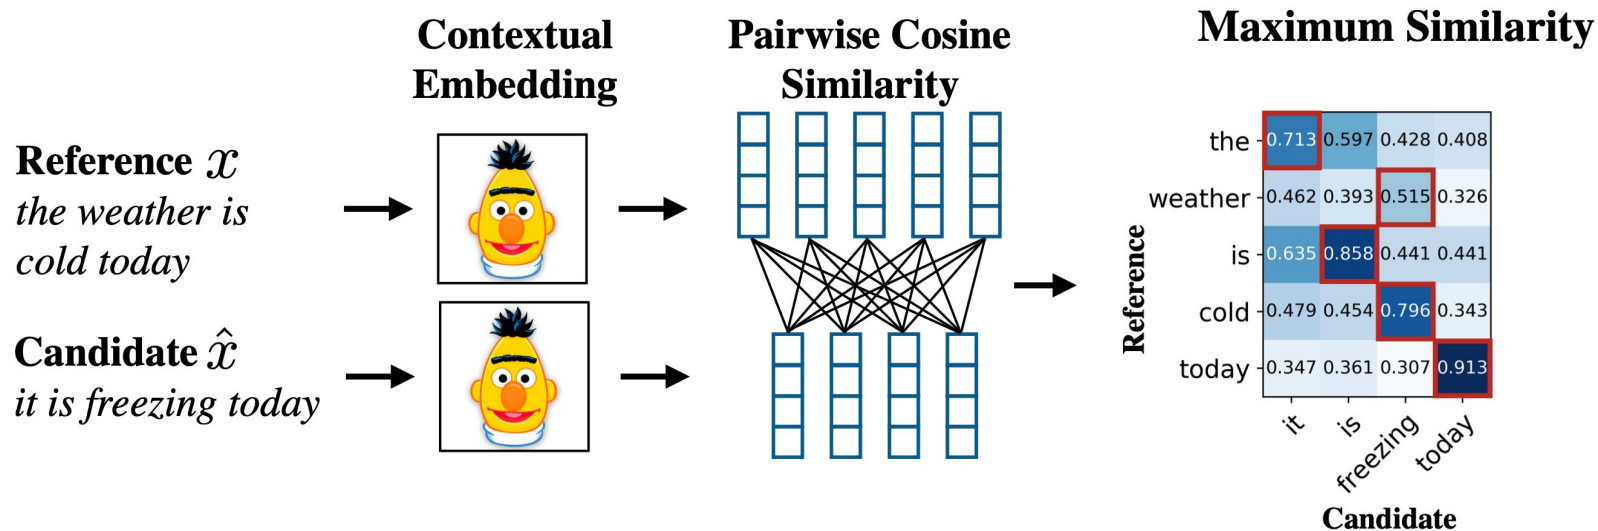 Contextual
Embedding
Pairwise Cosine
Similarity
Maximum Similarity
Reference x
the weather is
cold today
Candidate x̂
it is freezing today
Reference
the 0.713 0.597 0.428 0.408
weather 0.462 0.393 0.515 0.326
is 0.635 0.858 0.441 0.441
cold 0.479 0.454 0.796 0.343
today 0.347 0.361 0.307 0.913
it is freezing today
Candidate